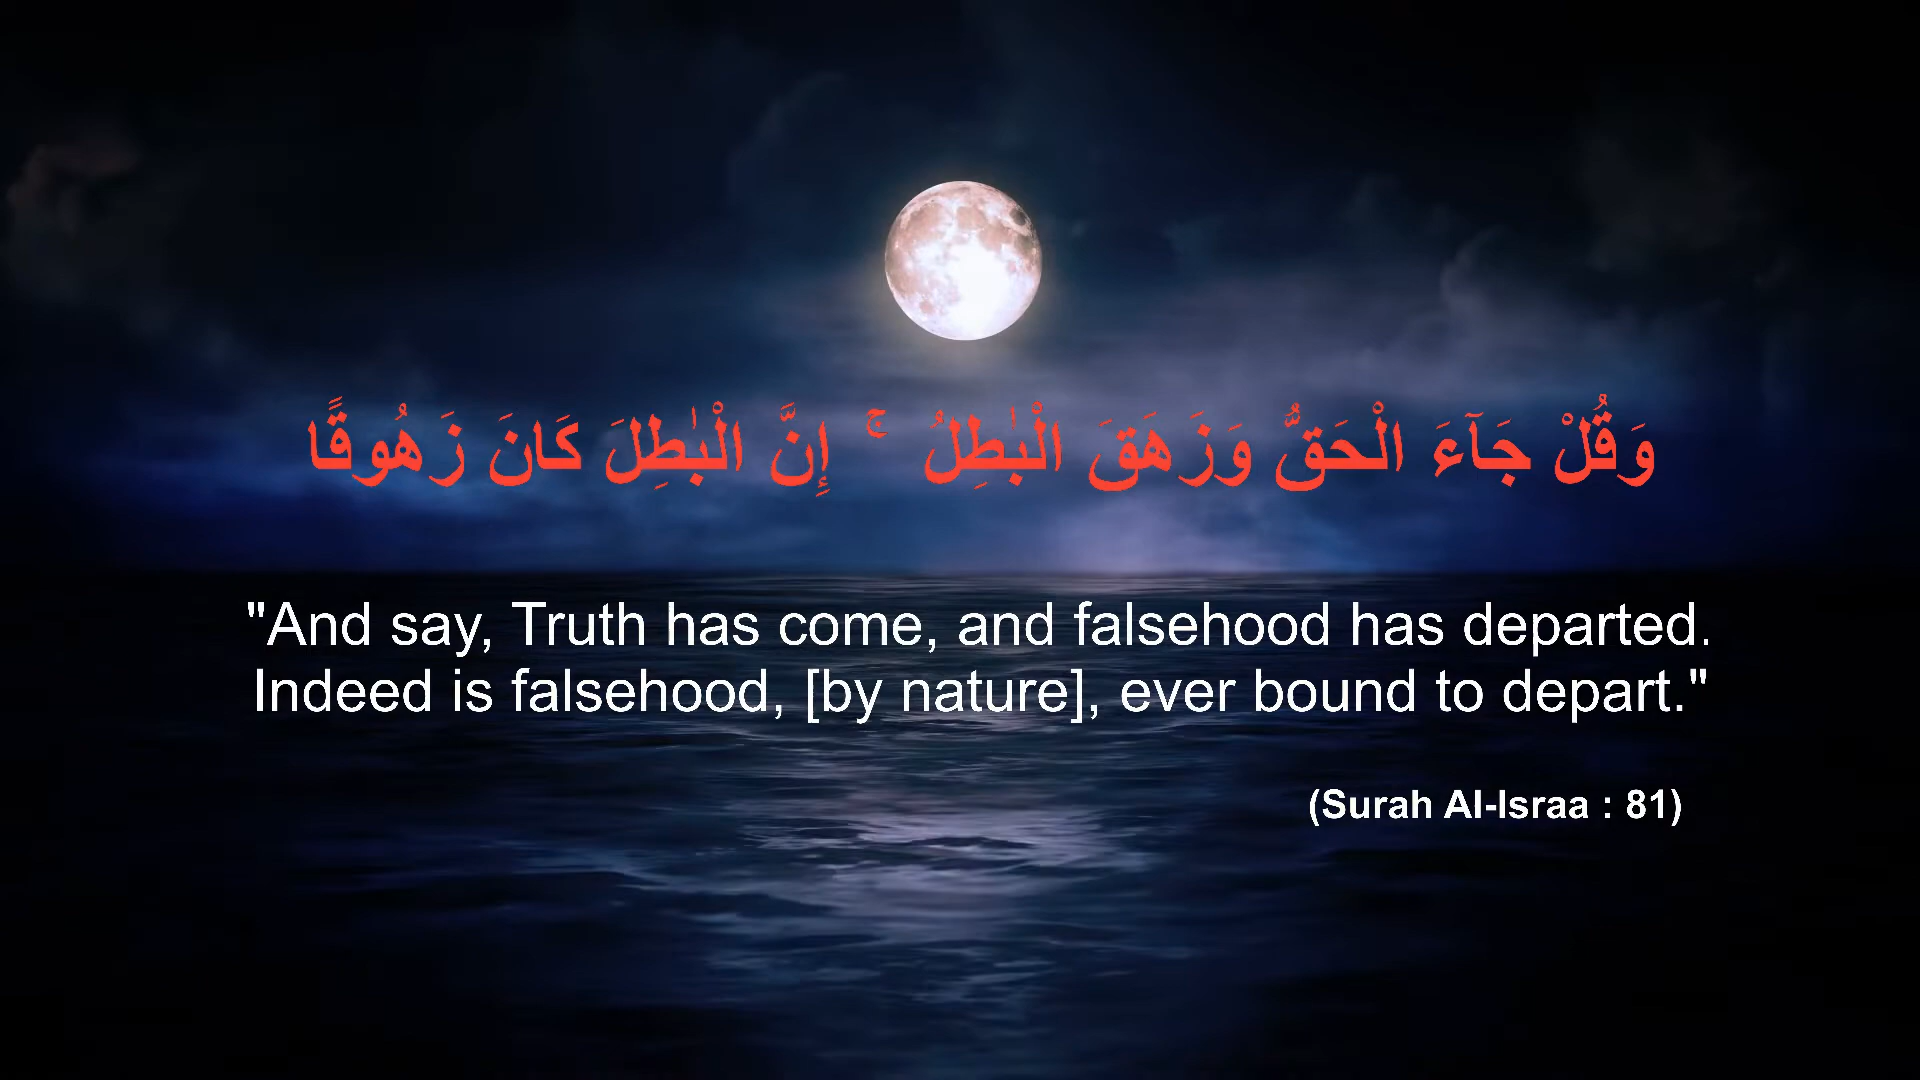 وَقُلْ جَآءَ الْحَقُّ وَزَهَقَ الْبٰطِلُ ۚ إِنَّ الْبٰطِلَ كَانَ زَهُوقًا
"And say, Truth has come, and falsehood has departed.
Indeed is falsehood, [by nature], ever bound to depart."
(Surah Al-Israa : 81)